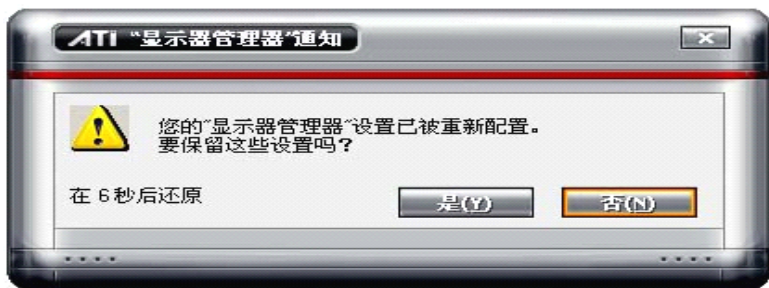 ATI “显示器管理器”通知
您的“显示器管理器”设置已被重新配置。
要保留这些设置吗?
在 6秒后还原
是(Y) 否(N)